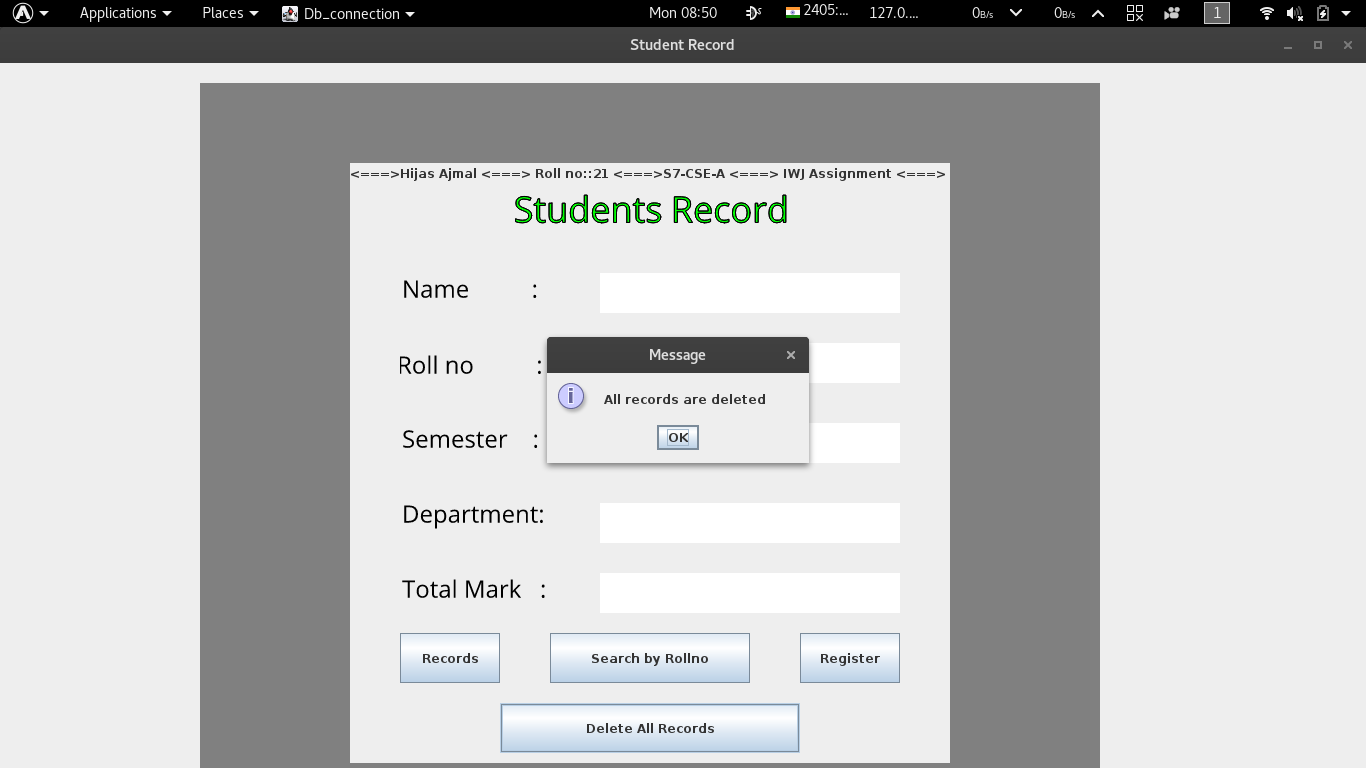 Applications Places Db_connection Mon 08:50 2405:... 127.0.... 0B/s 0B/s 1
Student Record
<===>Hijas Ajmal <===> Roll no::21 <===>S7-CSE-A <===> IWJ Assignment <===>
Students Record
Name :
Roll no :
Message
All records are deleted
OK
Semester :
Department:
Total Mark :
Records Search by Rollno Register
Delete All Records